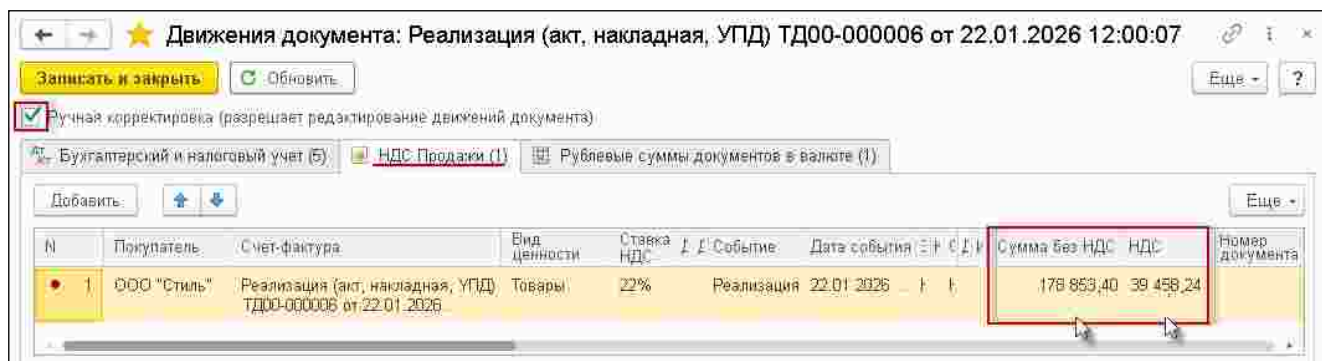 Движения документа: Реализация (акт, накладная, УПД) ТД00-000006 от 22.01.2026 12:00:07
Записать и закрыть Обновить Еще ?
Ручная корректировка (разрешает редактирование движений документа)
Бухгалтерский и налоговый учет (5) НДС Продажи (1) Рублевые суммы документов в валюте (1)
Добавить Еще
N Покупатель Счет-фактура Вид ценности Ставка НДС Событие Дата события Сумма без НДС НДС Номер документа
1 ООО "Стиль" Реализация (акт, накладная, УПД) Товары 22% Реализация 22.01.2026 ... 39 458,24
ТД00-000006 от 22.01.2026...